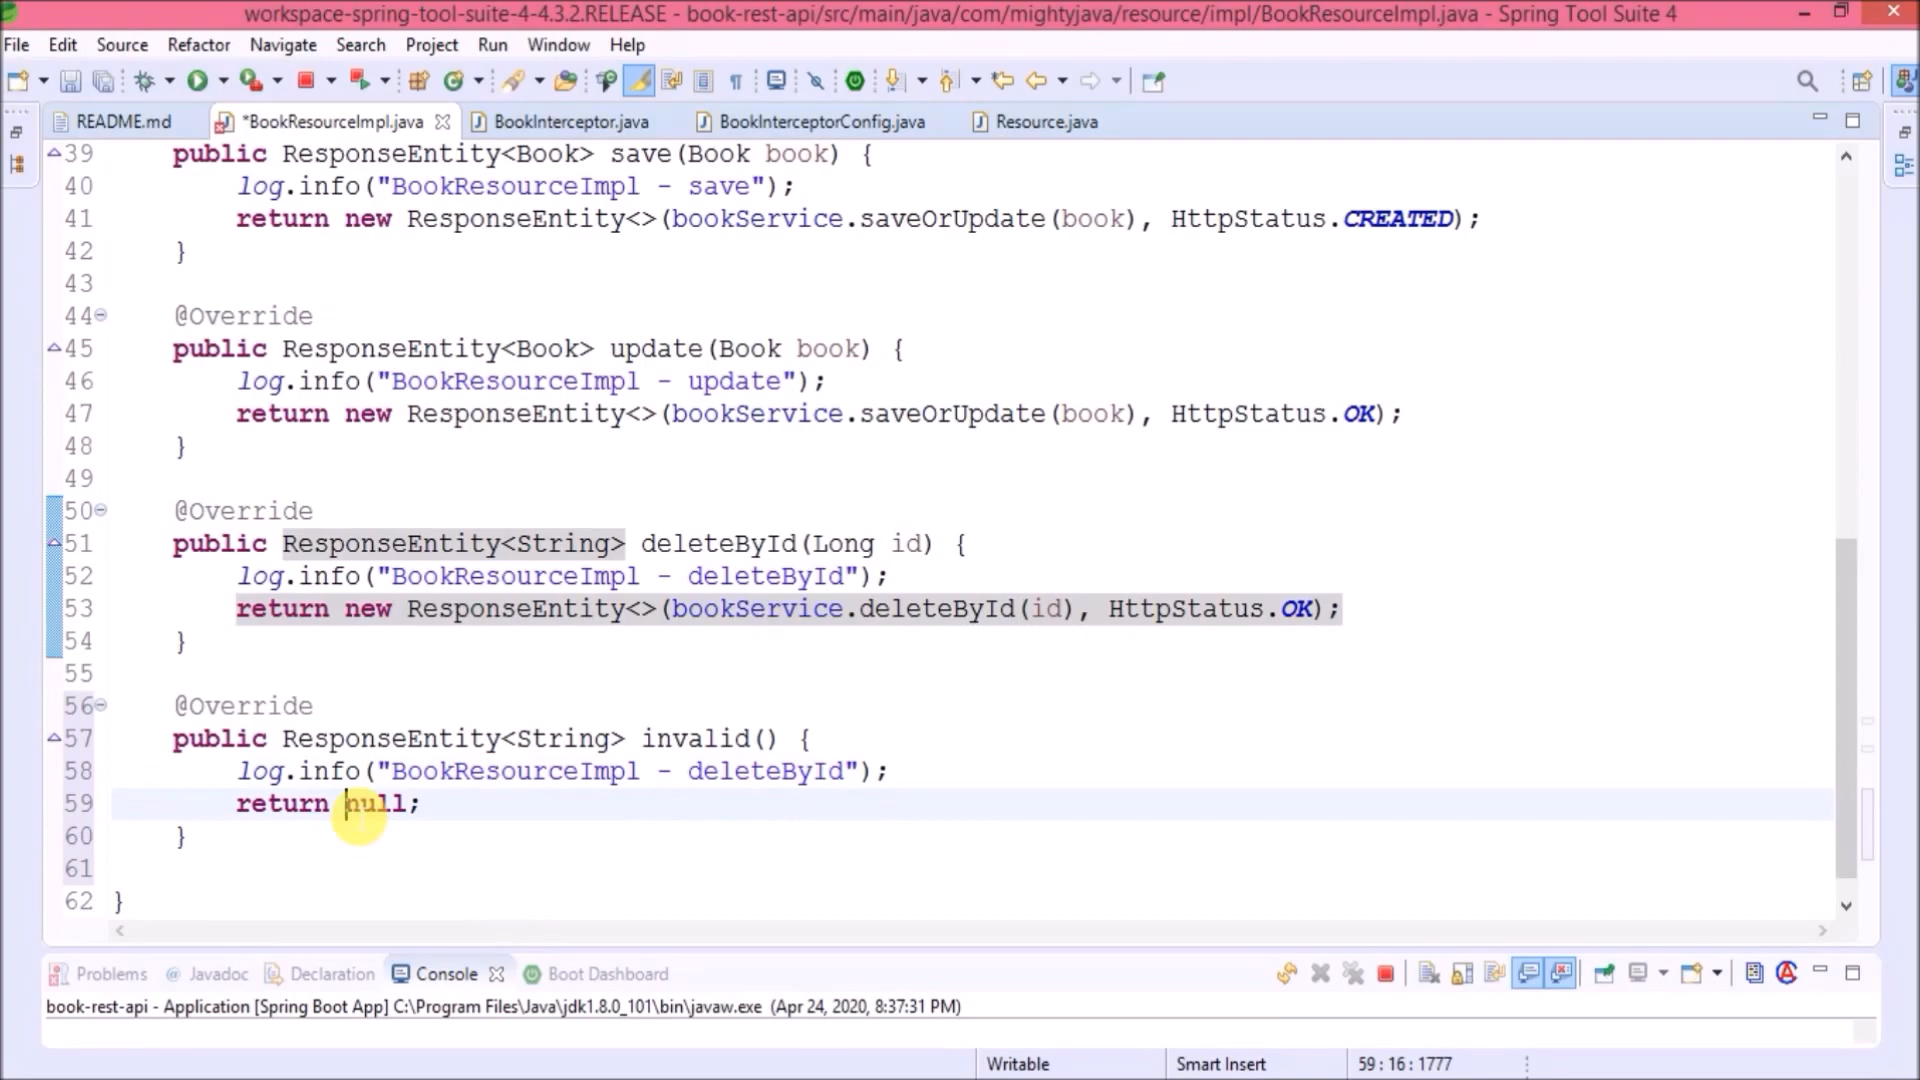 workspace-spring-tool-suite-4-4.3.2.RELEASE - book-rest-api/src/main/java/com/mightyjava/resource/impl/BookResourceImpl.java - Spring Tool Suite 4
File Edit Source Refactor Navigate Search Project Run Window Help
README.md *BookResourceImpl.java BookInterceptor.java BookInterceptorConfig.java Resource.java
39 public ResponseEntity<Book> save(Book book) {
40 log.info("BookResourceImpl - save");
41 return new ResponseEntity<>(bookService.saveOrUpdate(book), HttpStatus.CREATED);
42 }
43
44 @Override
45 public ResponseEntity<Book> update(Book book) {
46 log.info("BookResourceImpl - update");
47 return new ResponseEntity<>(bookService.saveOrUpdate(book), HttpStatus.OK);
48 }
49
50 @Override
51 public ResponseEntity<String> deleteById(Long id) {
52 log.info("BookResourceImpl - deleteById");
53 return new ResponseEntity<>(bookService.deleteById(id), HttpStatus.OK);
54 }
55
56 @Override
57 public ResponseEntity<String> invalid() {
58 log.info("BookResourceImpl - deleteById");
59 return null;
60 }
61
62 }
Problems @ Javadoc Declaration Console Boot Dashboard
book-rest-api - Application [Spring Boot App] C:\Program Files\Java\jdk1.8.0_101\bin\javaw.exe (Apr 24, 2020, 8:37:31 PM)
Writable Smart Insert 59 : 16 : 1777